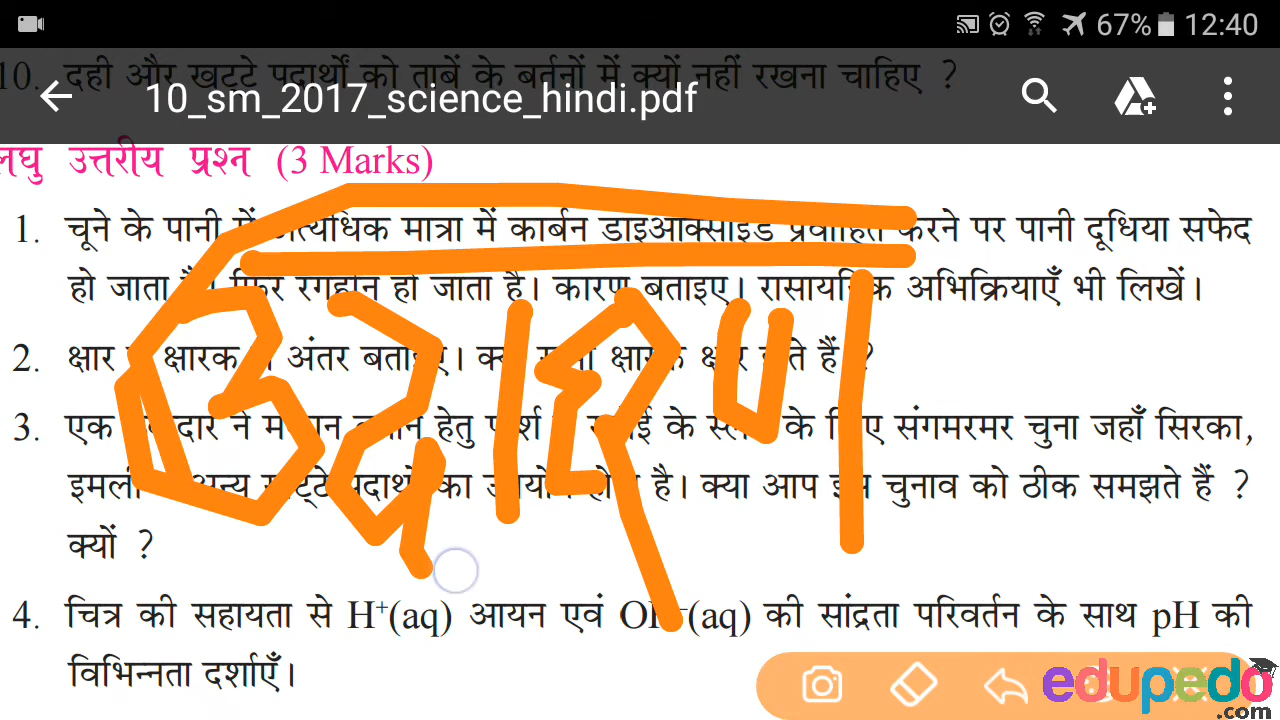 67% 12:40
10. दही और खट्टे पदार्थों को ताबें के बर्तनों में क्यों नहीं रखना चाहिए ?
10_sm_2017_science_hindi.pdf
लघु उत्तरीय प्रश्न (3 Marks)
1. चूने के पानी में अत्यधिक मात्रा में कार्बन डाइऑक्साइड प्रवाहित करने पर पानी दूधिया सफेद
हो जाता है। फिर रंगहीन हो जाता है। कारण बताइए। रासायनिक अभिक्रियाएँ भी लिखें।
2. क्षार क्षारक अंतर बताइए। क्षारक क्षार होते हैं ?
3. एक ने हेतु के लिए संगमरमर चुना जहाँ सिरका,
इमली अन्य खट्टे पदार्थों का उपयोग होता है। क्या आप इस चुनाव को ठीक समझते हैं ?
क्यों ?
4. चित्र की सहायता से H⁺(aq) आयन एवं OH⁻(aq) की सांद्रता परिवर्तन के साथ pH की
विभिन्नता दर्शाएँ।
उदाहरण
edupedo
.com